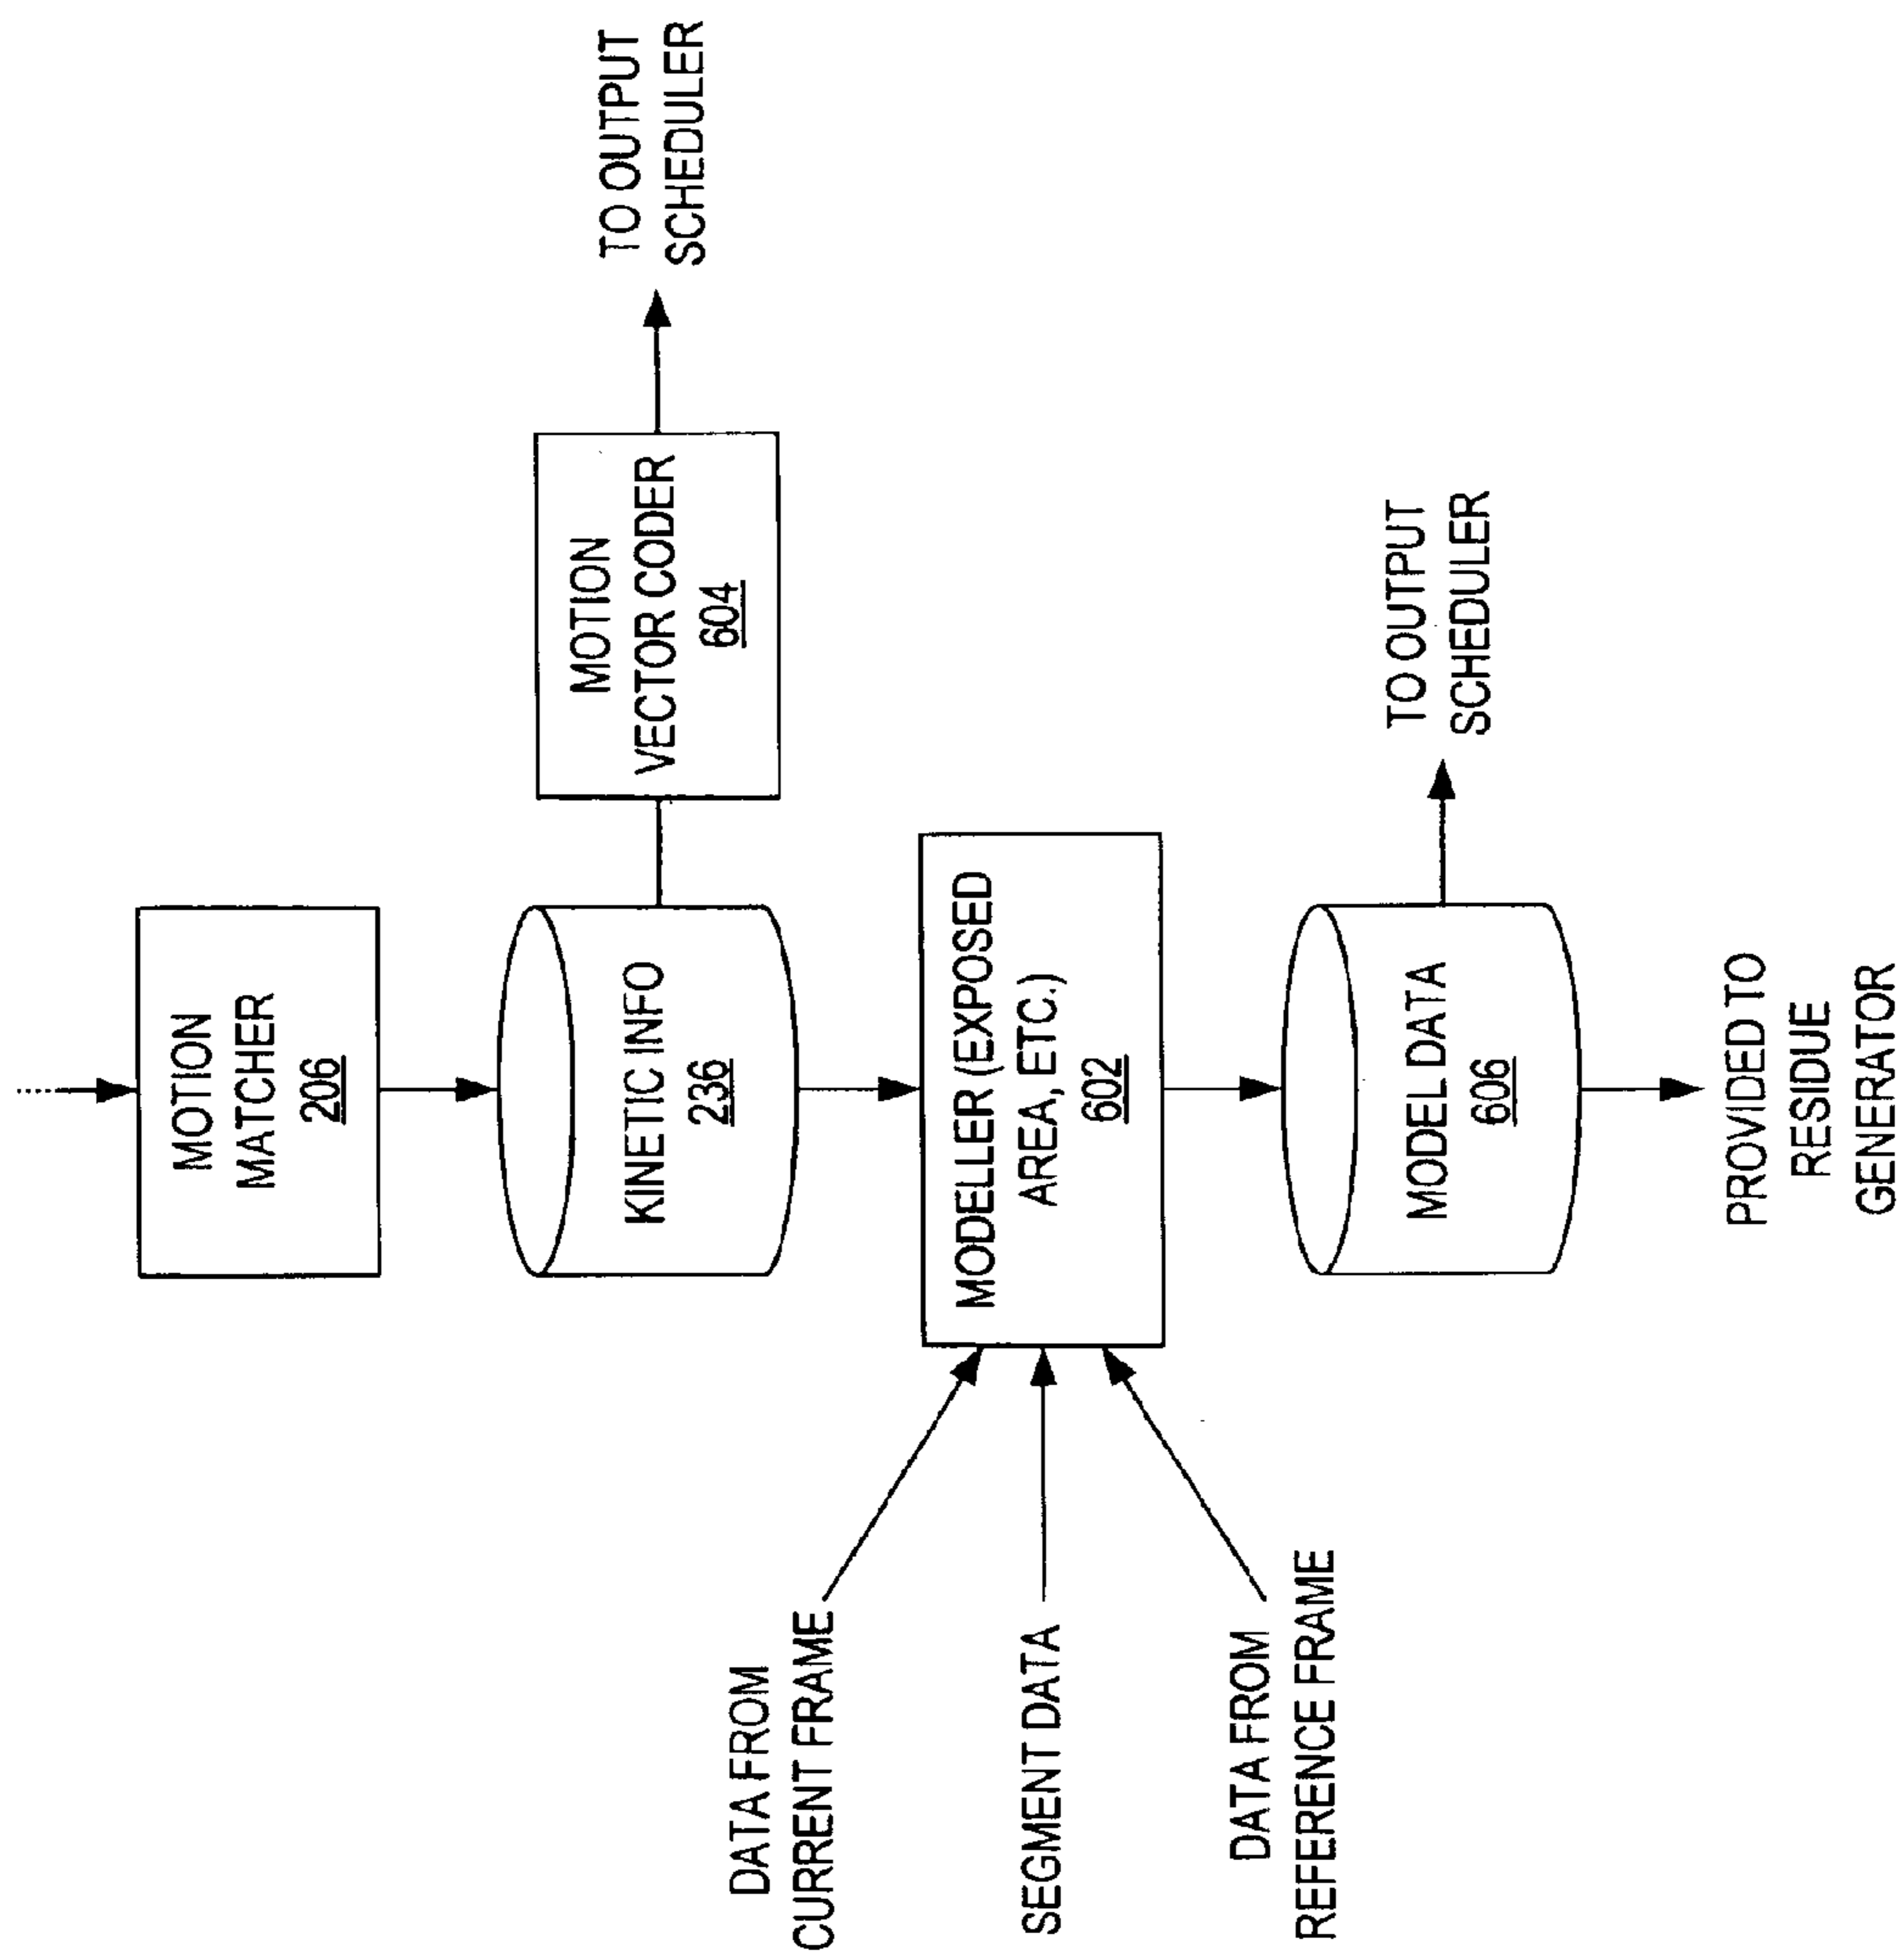 MOTION
MATCHER
206
KINETIC INFO
236
MOTION
VECTOR CODER
604
TO OUTPUT
SCHEDULER
DATA FROM
CURRENT FRAME
SEGMENT DATA
DATA FROM
REFERENCE FRAME
MODELLER (EXPOSED
AREA, ETC.)
602
MODEL DATA
606
TO OUTPUT
SCHEDULER
PROVIDED TO
RESIDUE
GENERATOR